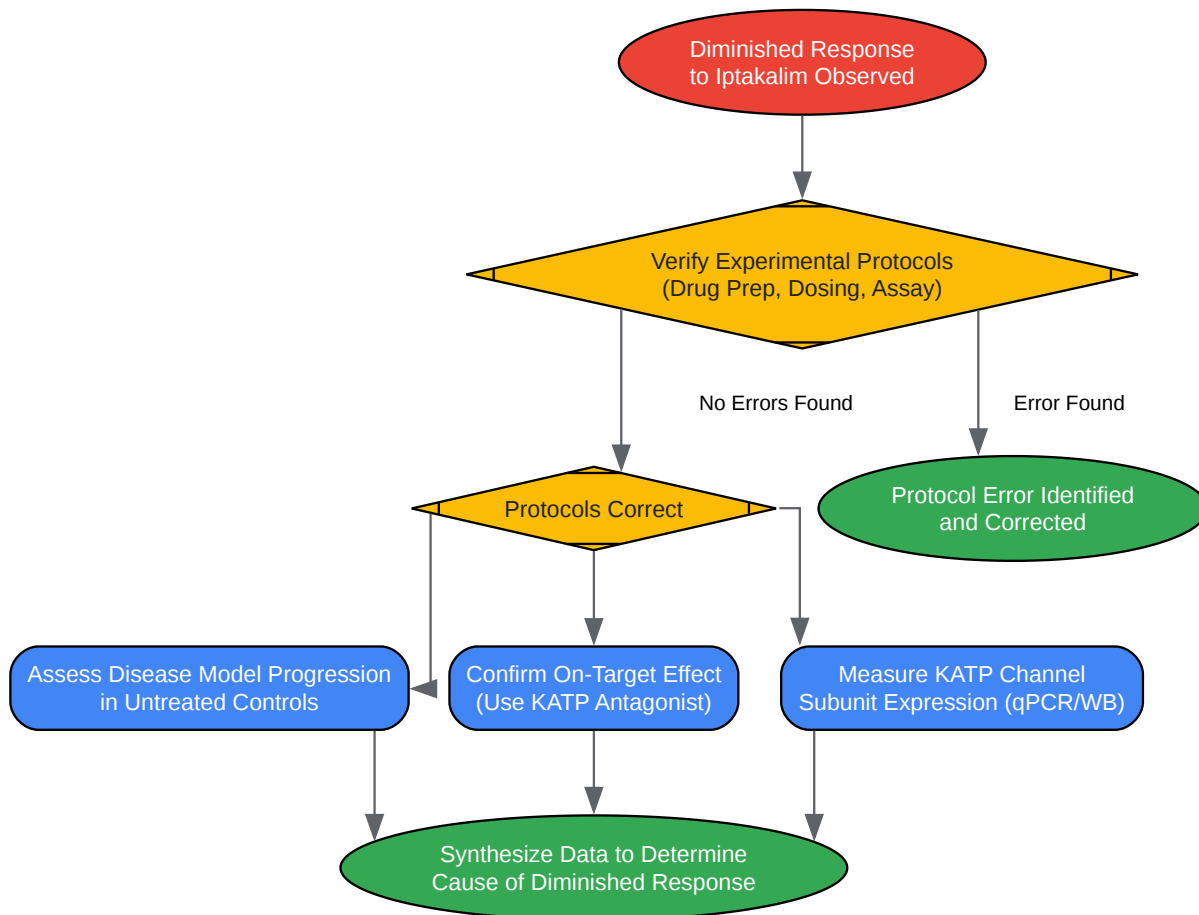 Diminished Response
to Iptakalim Observed
Verify Experimental Protocols
(Drug Prep, Dosing, Assay)
No Errors Found
Error Found
Protocols Correct
Protocol Error Identified
and Corrected
Assess Disease Model Progression
in Untreated Controls
Confirm On-Target Effect
(Use KATP Antagonist)
Measure KATP Channel
Subunit Expression (qPCR/WB)
Synthesize Data to Determine
Cause of Diminished Response